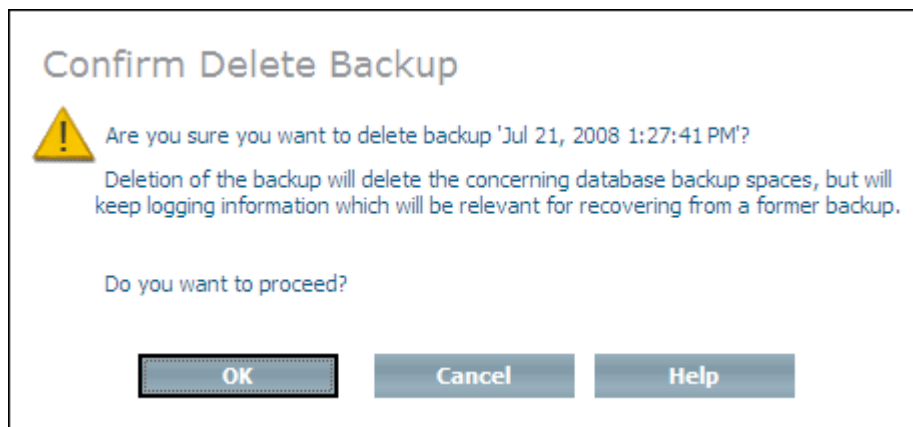 Confirm Delete Backup
Are you sure you want to delete backup 'Jul 21, 2008 1:27:41 PM'?
Deletion of the backup will delete the concerning database backup spaces, but will
keep logging information which will be relevant for recovering from a former backup.
Do you want to proceed?
OK Cancel Help